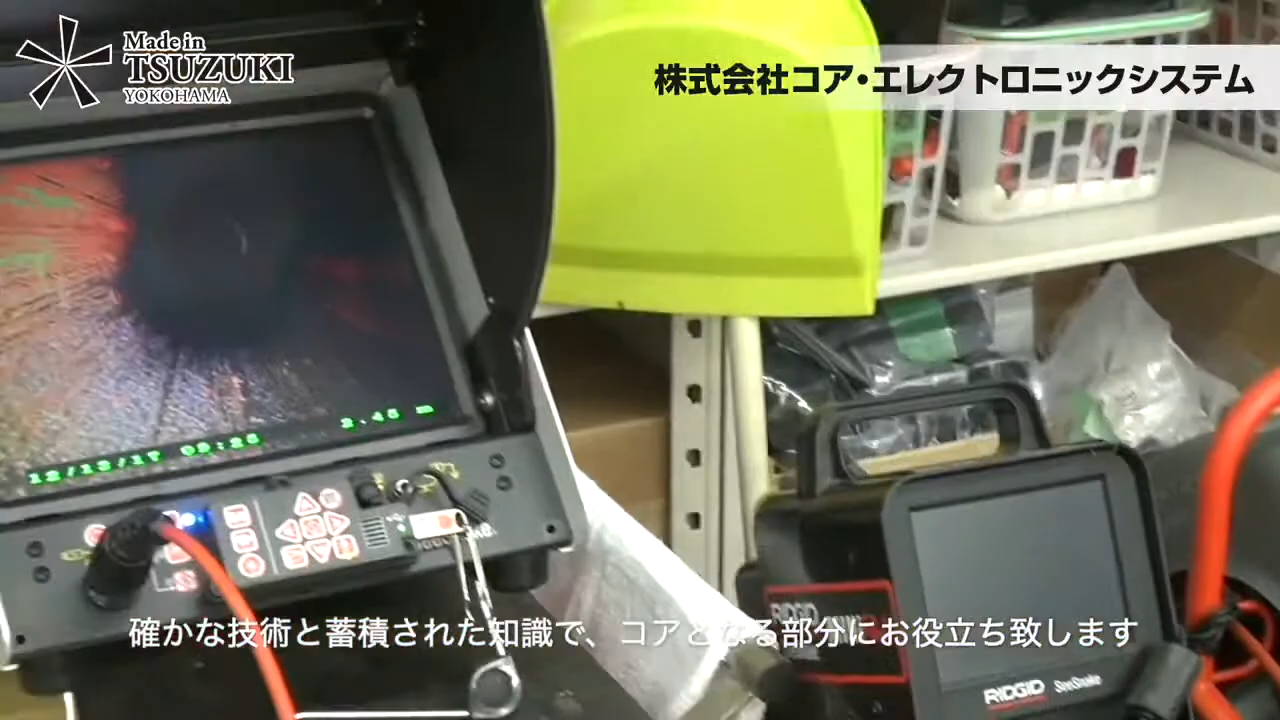 Made in
TSUZUKI
YOKOHAMA
株式会社コア・エレクトロニックシステム
12/12/17 09:26
2.45 m
RIDGID
RIDGID SeeSnake
確かな技術と蓄積された知識で、コアとなる部分にお役立ち致します